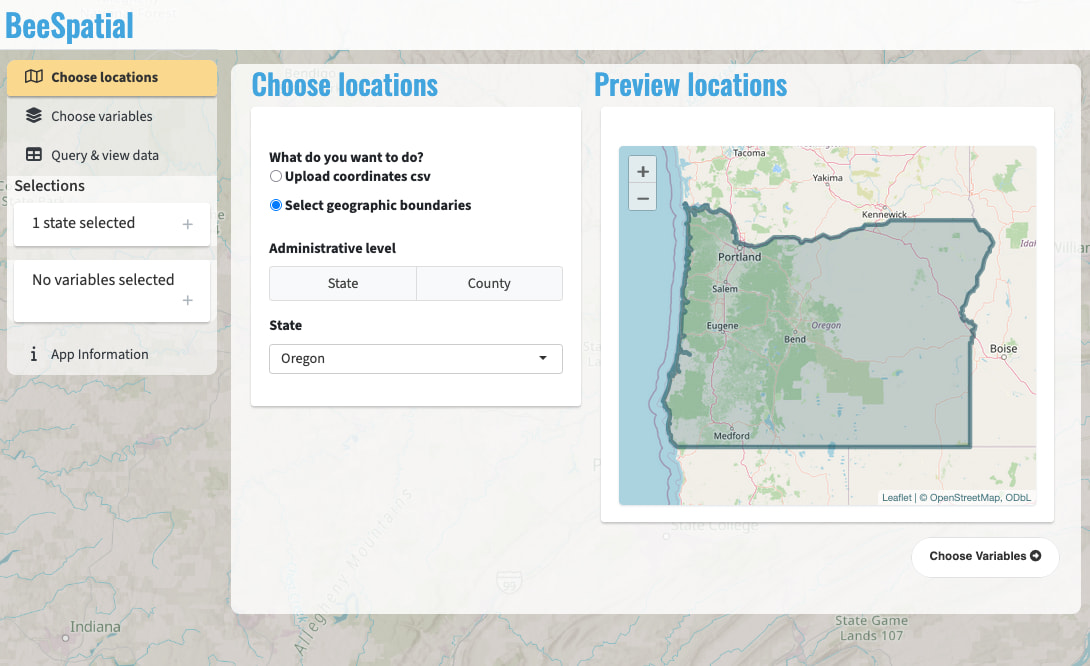 BeeSpatial
Choose locations
Choose variables
Query & view data
Selections
1 state selected
+
No variables selected
+
App Information
Choose locations
What do you want to do?
Upload coordinates csv
Select geographic boundaries
Administrative level
State
County
State
Oregon
Preview locations
+
−
Tacoma
Yakima
Kennewick
Portland
Salem
Eugene
Bend
Oregon
Boise
Medford
Leaflet | © OpenStreetMap, ODbL
Choose Variables
State College
Allegheny Mountains
99
Indiana
State Game
Lands 107